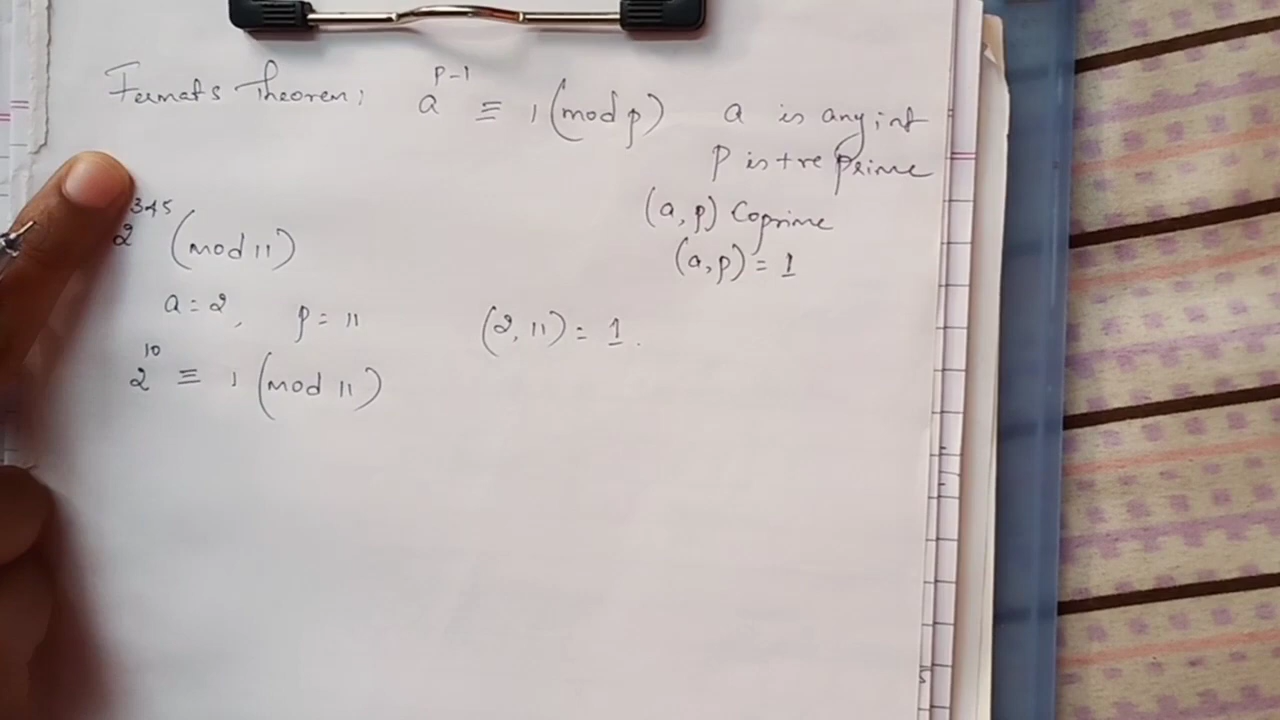 Fermat's Theorem: a^{p-1} ≡ 1 (mod p) a is any int
p is +ve prime
(a, p) Coprime
(a, p) = 1
2^{345} (mod 11)
a = 2, p = 11 (2, 11) = 1.
2^{10} ≡ 1 (mod 11)